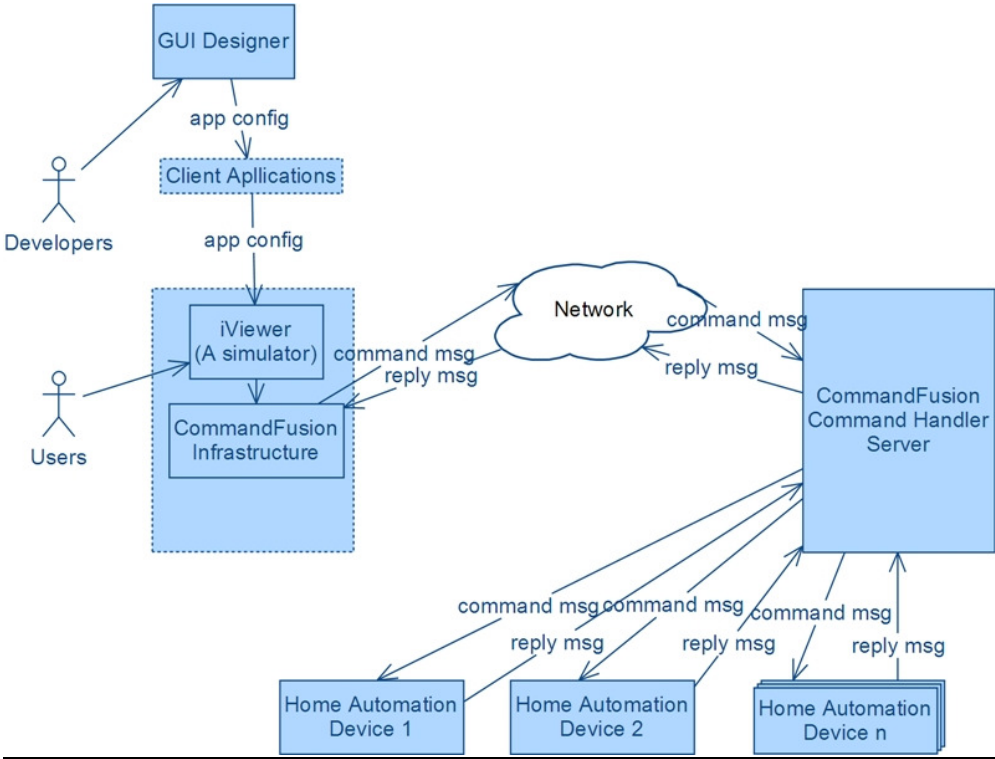 GUI Designer
app config
Client Apllications
Developers
app config
iViewer
(A simulator)
Users
CommandFusion
Infrastructure
command msg
reply msg
Network
command msg
reply msg
CommandFusion
Command Handler
Server
command msg
reply msg
command msg
reply msg
command msg
reply msg
Home Automation
Device 1
Home Automation
Device 2
Home Automation
Device n